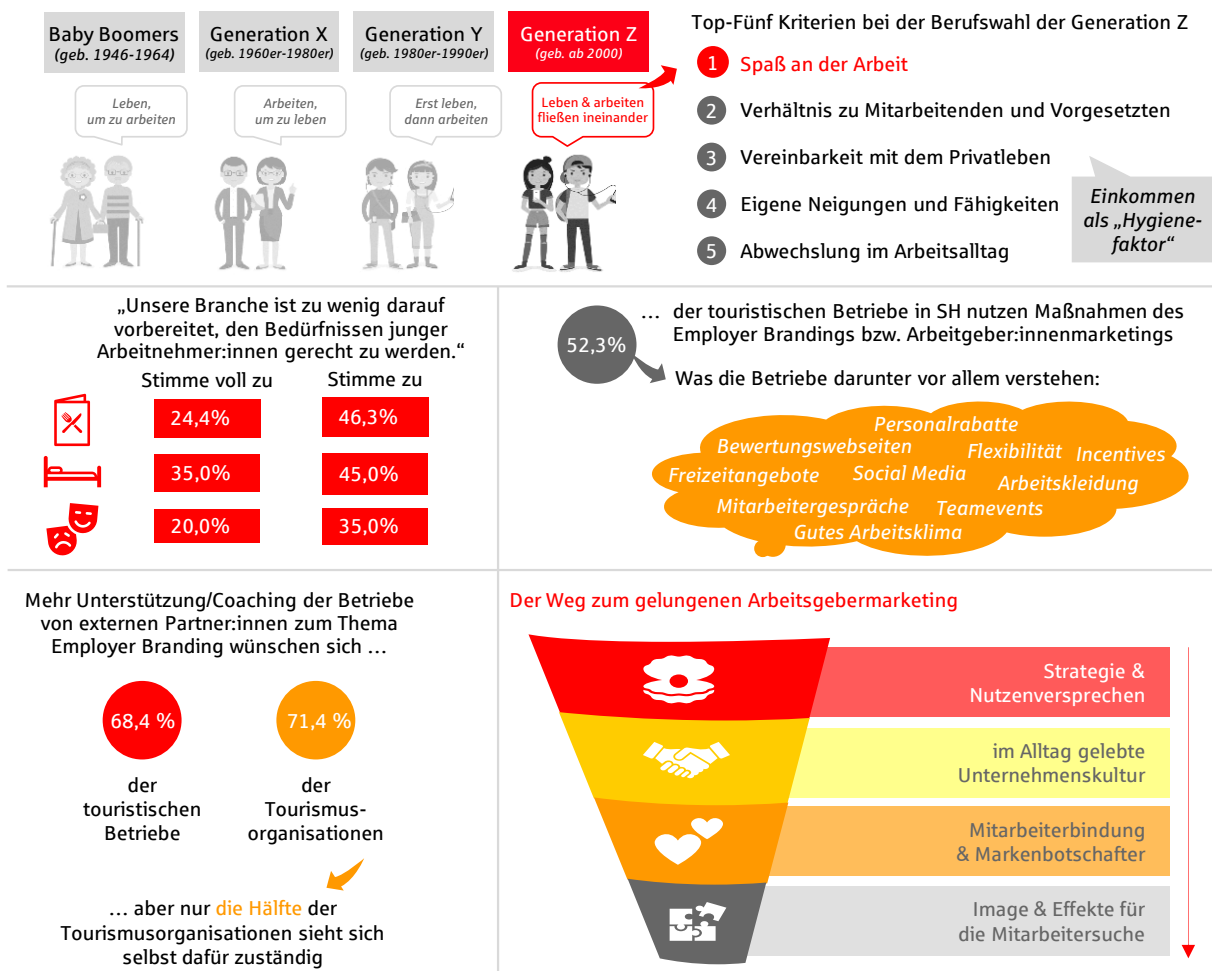 Baby Boomers
(geb. 1946-1964)
Generation X
(geb. 1960er-1980er)
Generation Y
(geb. 1980er-1990er)
Generation Z
(geb. ab 2000)
Leben,
um zu arbeiten
Arbeiten,
um zu leben
Erst leben,
dann arbeiten
Leben & arbeiten
fließen ineinander
Top-Fünf Kriterien bei der Berufswahl der Generation Z
1 Spaß an der Arbeit
2 Verhältnis zu Mitarbeitenden und Vorgesetzten
3 Vereinbarkeit mit dem Privatleben
4 Eigene Neigungen und Fähigkeiten
5 Abwechslung im Arbeitsalltag
Einkommen
als „Hygiene-
faktor“
„Unsere Branche ist zu wenig darauf
vorbereitet, den Bedürfnissen junger
Arbeitnehmer:innen gerecht zu werden.“
Stimme voll zu Stimme zu
24,4% 46,3%
35,0% 45,0%
20,0% 35,0%
52,3%
… der touristischen Betriebe in SH nutzen Maßnahmen des
Employer Brandings bzw. Arbeitgeber:innenmarketings
Was die Betriebe darunter vor allem verstehen:
Personalrabatte
Bewertungswebseiten Flexibilität Incentives
Freizeitangebote Social Media Arbeitskleidung
Mitarbeitergespräche Teamevents
Gutes Arbeitsklima
Mehr Unterstützung/Coaching der Betriebe
von externen Partner:innen zum Thema
Employer Branding wünschen sich …
68,4 %
der
touristischen
Betriebe
71,4 %
der
Tourismus-
organisationen
… aber nur die Hälfte der
Tourismusorganisationen sieht sich
selbst dafür zuständig
Der Weg zum gelungenen Arbeitsgebermarketing
Strategie &
Nutzenversprechen
im Alltag gelebte
Unternehmenskultur
Mitarbeiterbindung
& Markenbotschafter
Image & Effekte für
die Mitarbeitersuche